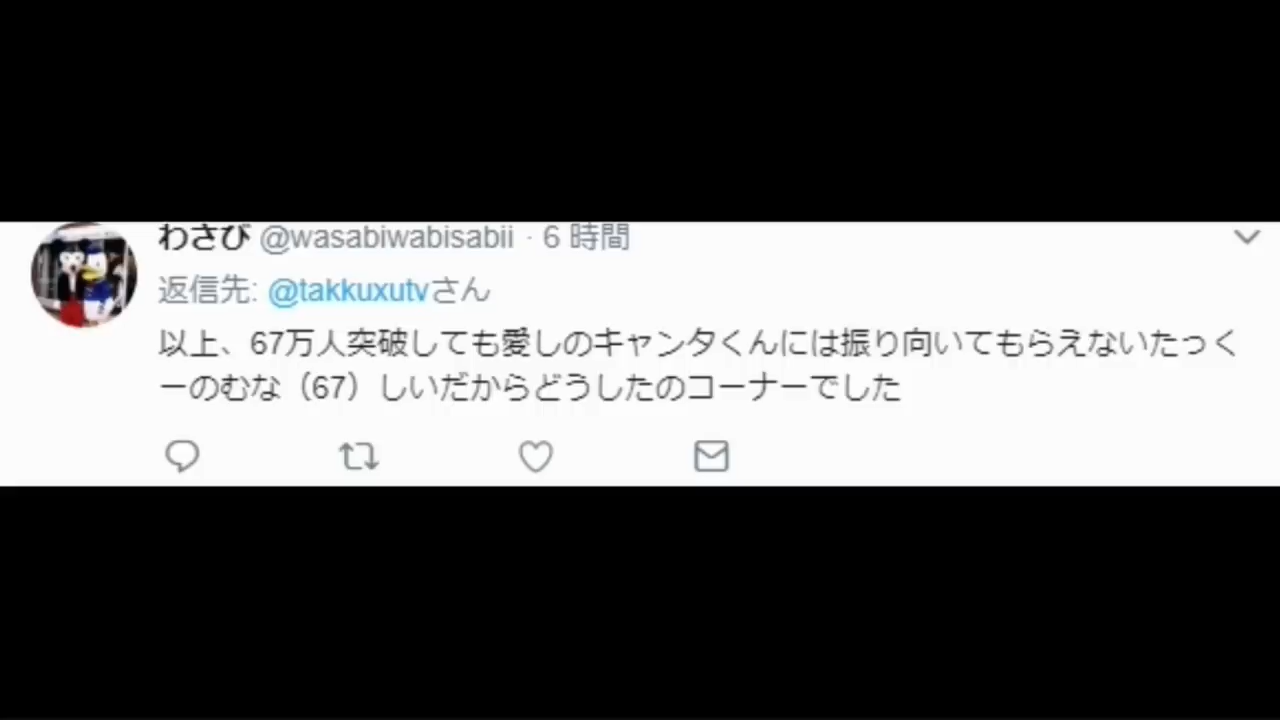 わさび @wasabiwabisabii · 6 時間
返信先: @takkuxutvさん
以上、67万人突破しても愛しのキャンタくんには振り向いてもらえないたっく
ーのむな（67）しいだからどうしたのコーナーでした